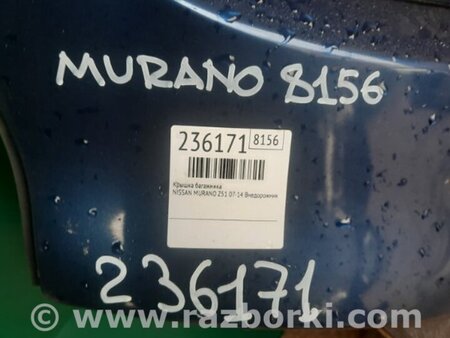 MURANO 8156
236171 8156
Крышка багажника
NISSAN MURANO Z51 07-14 Внедорожник
236171
© www.razborki.com